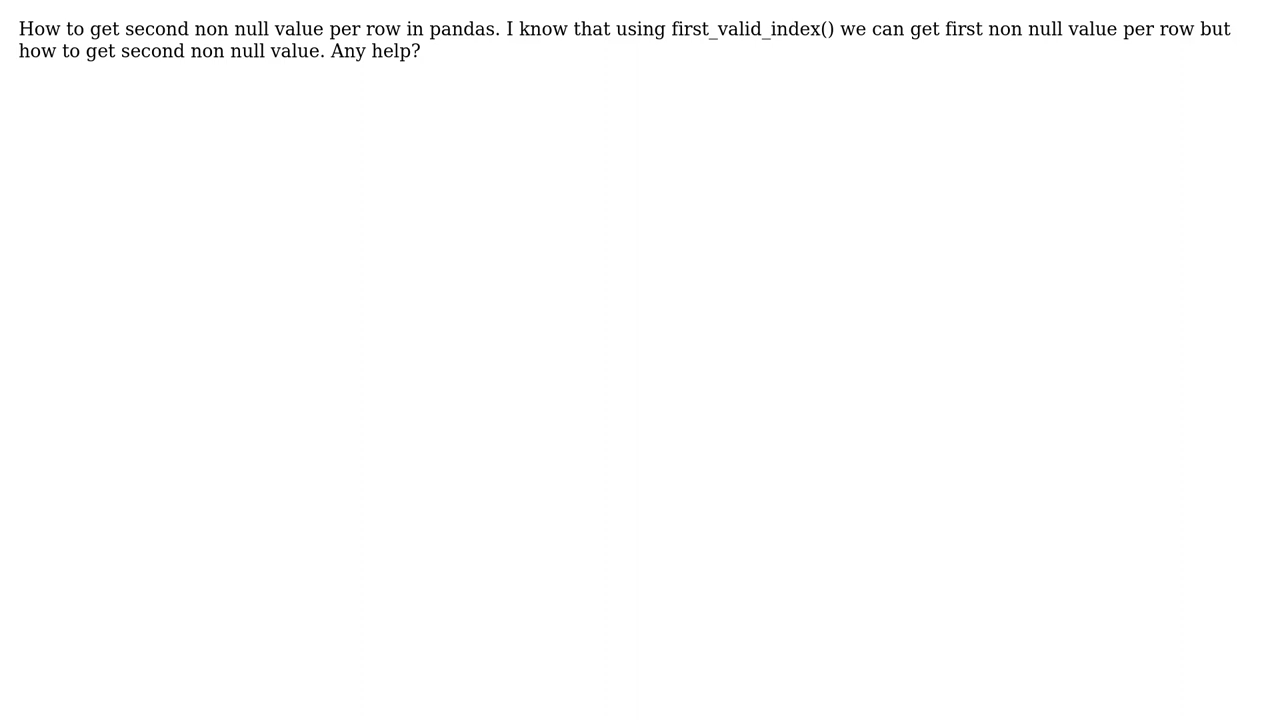 How to get second non null value per row in pandas. I know that using first_valid_index() we can get first non null value per row but
how to get second non null value. Any help?